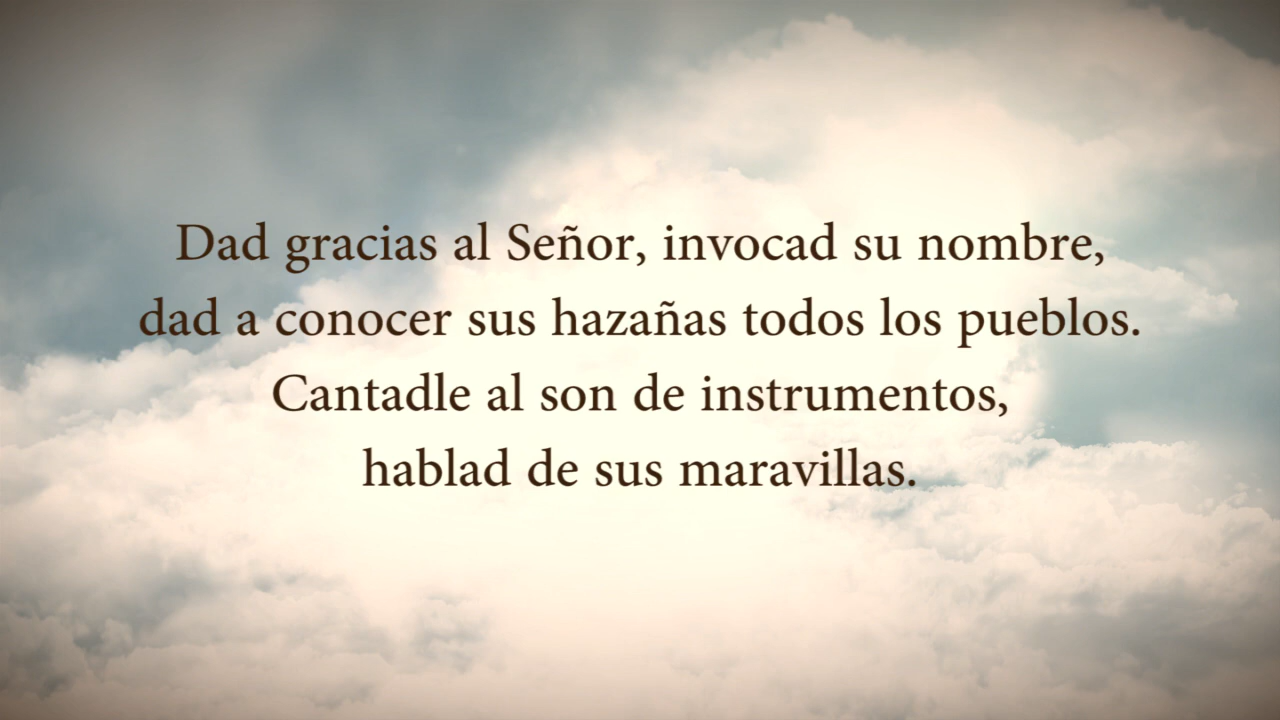 Dad gracias al Señor, invocad su nombre,
dad a conocer sus hazañas todos los pueblos.
Cantadle al son de instrumentos,
hablad de sus maravillas.